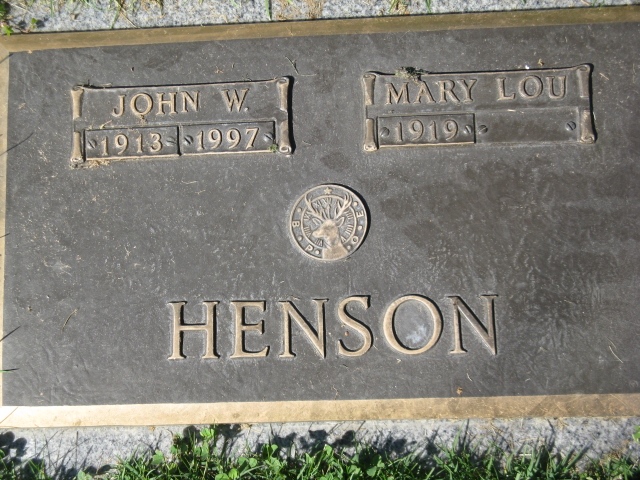 JOHN W.
1913 1997
MARY LOU
1919
B P O E
HENSON